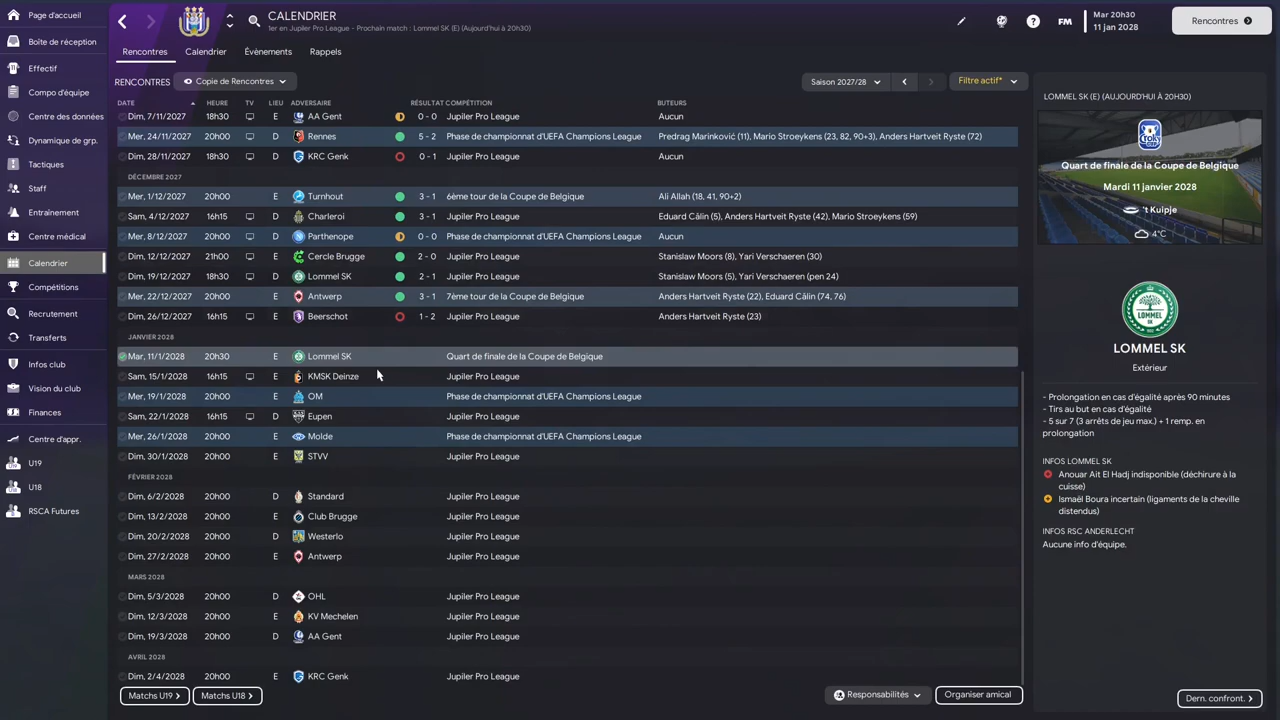 Page d'accueil
Boîte de réception
Effectif
Compo d'équipe
Centre des données
Dynamique de grp.
Tactiques
Staff
Entraînement
Centre médical
Calendrier
Compétitions
Recrutement
Transferts
Infos club
Vision du club
Finances
Centre d'appr.
U19
U18
RSCA Futures
CALENDRIER
1er en Jupiler Pro League - Prochain match : Lommel SK (E) (Aujourd'hui à 20h30)
FM
Mar 20h30
11 jan 2028
Rencontres
Rencontres Calendrier Évènements Rappels
RENCONTRES Copie de Rencontres Saison 2027/28 Filtre actif*
DATE HEURE TV LIEU ADVERSAIRE RÉSULTAT COMPÉTITION BUTEURS
Dim, 7/11/2027 18h30 E AA Gent 0 - 0 Jupiler Pro League Aucun
Mer, 24/11/2027 20h00 D Rennes 5 - 2 Phase de championnat d'UEFA Champions League Predrag Marinković (11), Mario Stroeykens (23, 82, 90+3), Anders Hartveit Ryste (72)
Dim, 28/11/2027 18h30 E KRC Genk 0 - 1 Jupiler Pro League Aucun
DÉCEMBRE 2027
Mer, 1/12/2027 20h00 E Turnhout 3 - 1 6ème tour de la Coupe de Belgique Ali Allah (18, 41, 90+2)
Sam, 4/12/2027 16h15 D Charleroi 3 - 1 Jupiler Pro League Eduard Călin (5), Anders Hartveit Ryste (42), Mario Stroeykens (59)
Mer, 8/12/2027 20h00 D Parthenope 0 - 0 Phase de championnat d'UEFA Champions League Aucun
Dim, 12/12/2027 21h00 E Cercle Brugge 2 - 0 Jupiler Pro League Stanislaw Moors (8), Yari Verschaeren (30)
Dim, 19/12/2027 18h30 D Lommel SK 2 - 1 Jupiler Pro League Stanislaw Moors (5), Yari Verschaeren (pen 24)
Mer, 22/12/2027 20h00 E Antwerp 3 - 1 7ème tour de la Coupe de Belgique Anders Hartveit Ryste (22), Eduard Călin (74, 76)
Dim, 26/12/2027 16h15 E Beerschot 1 - 2 Jupiler Pro League Anders Hartveit Ryste (23)
JANVIER 2028
Mar, 11/1/2028 20h30 E Lommel SK Quart de finale de la Coupe de Belgique
Sam, 15/1/2028 16h15 E KMSK Deinze Jupiler Pro League
Mer, 19/1/2028 20h00 E OM Phase de championnat d'UEFA Champions League
Sam, 22/1/2028 16h15 D Eupen Jupiler Pro League
Mer, 26/1/2028 20h00 E Molde Phase de championnat d'UEFA Champions League
Dim, 30/1/2028 20h00 E STVV Jupiler Pro League
FÉVRIER 2028
Dim, 6/2/2028 20h00 D Standard Jupiler Pro League
Dim, 13/2/2028 20h00 E Club Brugge Jupiler Pro League
Dim, 20/2/2028 20h00 D Westerlo Jupiler Pro League
Dim, 27/2/2028 20h00 E Antwerp Jupiler Pro League
MARS 2028
Dim, 5/3/2028 20h00 D OHL Jupiler Pro League
Dim, 12/3/2028 20h00 E KV Mechelen Jupiler Pro League
Dim, 19/3/2028 20h00 D AA Gent Jupiler Pro League
AVRIL 2028
Dim, 2/4/2028 20h00 E KRC Genk Jupiler Pro League
Matchs U19 Matchs U18 Responsabilités Organiser amical
LOMMEL SK (E) (AUJOURD'HUI À 20H30)
Quart de finale de la Coupe de Belgique
Mardi 11 janvier 2028
't Kuipje
4°C
LOMMEL SK
LOMMEL SK
Extérieur
- Prolongation en cas d'égalité après 90 minutes
- Tirs au but en cas d'égalité
- 5 sur 7 (3 arrêts de jeu max.) + 1 remp. en
prolongation
INFOS LOMMEL SK
Anouar Ait El Hadj indisponible (déchirure à la
cuisse)
Ismaël Boura incertain (ligaments de la cheville
distendus)
INFOS RSC ANDERLECHT
Aucune info d'équipe.
Dern. confront.